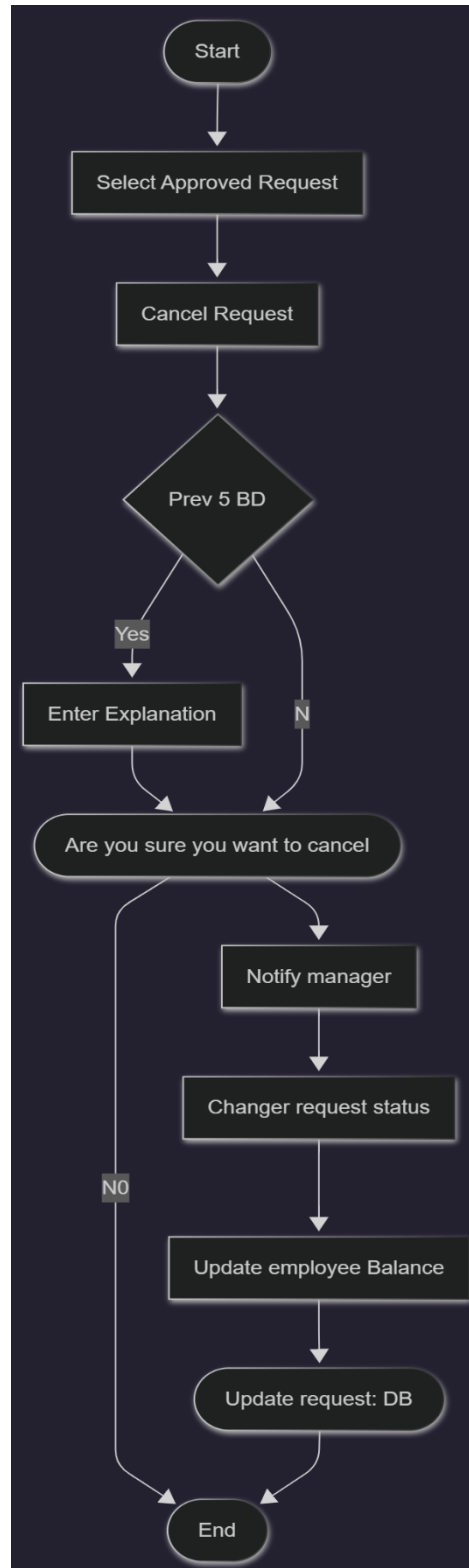 Start
Select Approved Request
Cancel Request
Prev 5 BD
Yes
Enter Explanation
N
Are you sure you want to cancel
Notify manager
Changer request status
N0
Update employee Balance
Update request: DB
End